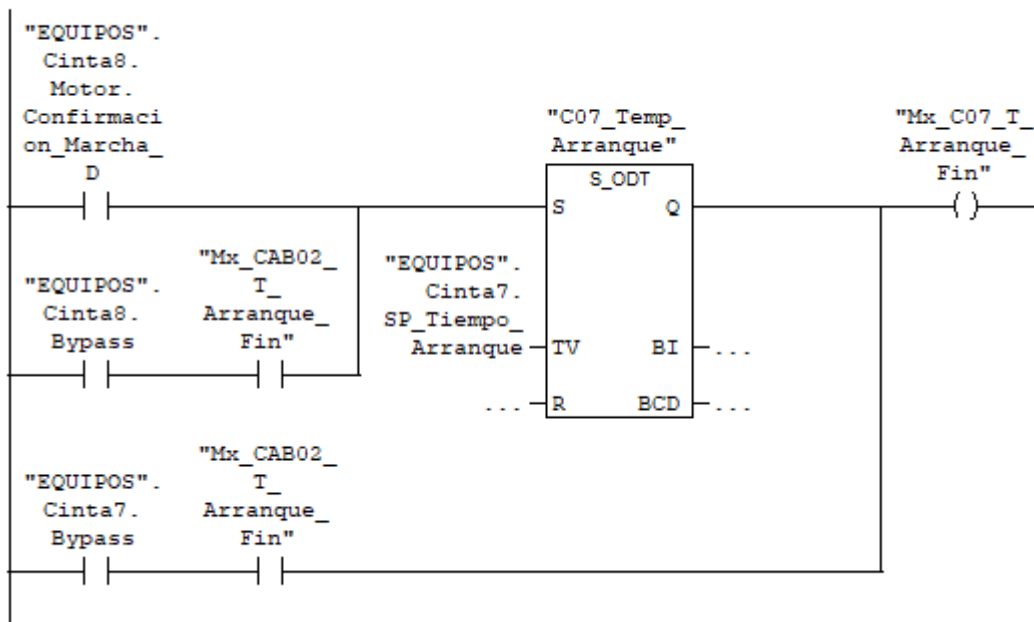 "EQUIPOS".
Cinta8.
Motor.
Confirmaci
on_Marcha_
D
"C07_Temp_
Arranque"
"Mx_C07_T_
Arranque_
Fin"
S_ODT
S
Q
"EQUIPOS".
Cinta8.
Bypass
"Mx_CAB02_
T_
Arranque_
Fin"
"EQUIPOS".
Cinta7.
SP_Tiempo_
Arranque
TV
BI
...
...
R
BCD
...
"EQUIPOS".
Cinta7.
Bypass
"Mx_CAB02_
T_
Arranque_
Fin"